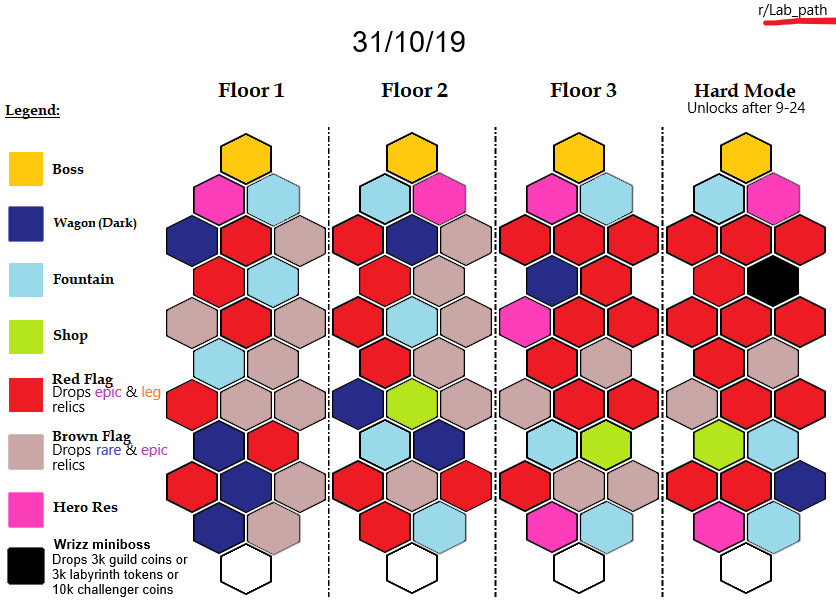 r/Lab_path
31/10/19
Floor 1
Floor 2
Floor 3
Hard Mode
Unlocks after 9-24
Legend:
Boss
Wagon (Dark)
Fountain
Shop
Red Flag
Drops epic & leg
relics
Brown Flag
Drops rare & epic
relics
Hero Res
Wrizz miniboss
Drops 3k guild coins or
3k labyrinth tokens or
10k challenger coins